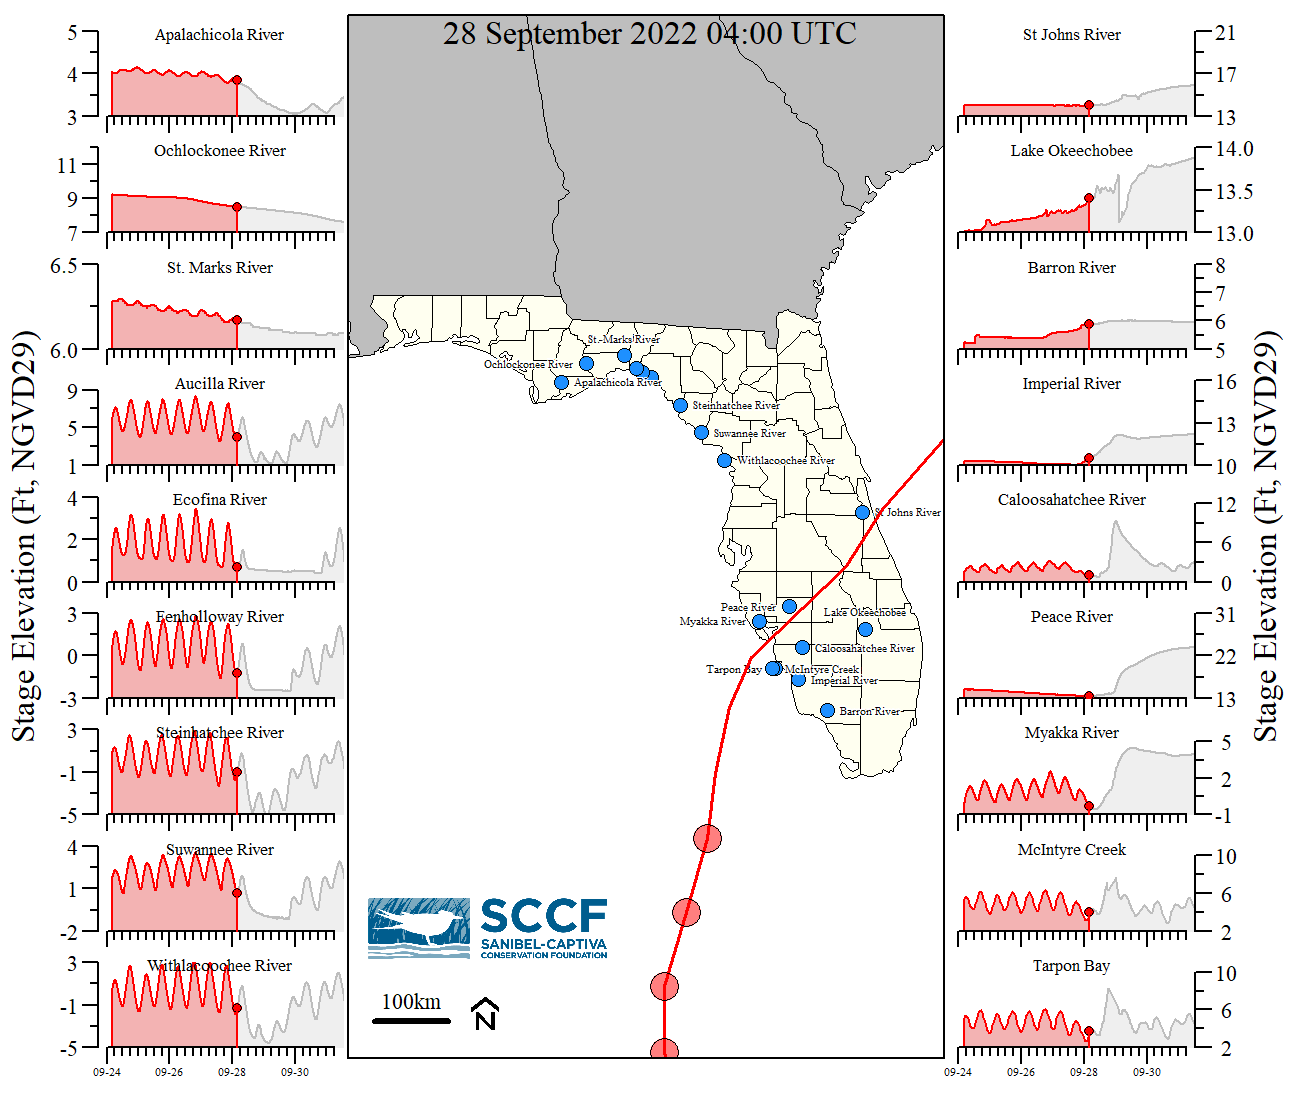 28 September 2022 04:00 UTC
Stage Elevation (Ft, NGVD29)
Apalachicola River
5
4
3
Ochlockonee River
11
9
7
St. Marks River
6.5
6.0
Aucilla River
9
5
1
Ecofina River
4
2
0
Fenholloway River
3
0
-3
Steinhatchee River
3
-1
-5
Suwannee River
4
1
-2
Withlacoochee River
3
-1
-5
09-24
09-26
09-28
09-30
St. Marks River
Ochlockonee River
Apalachicola River
Steinhatchee River
Suwannee River
Withlacoochee River
St Johns River
Peace River
Lake Okeechobee
Myakka River
Caloosahatchee River
Tarpon Bay
McIntyre Creek
Imperial River
Barron River
SCCF
SANIBEL-CAPTIVA
CONSERVATION FOUNDATION
100km
N
St Johns River
21
17
13
Lake Okeechobee
14.0
13.5
13.0
Barron River
8
7
6
5
Imperial River
16
13
10
Caloosahatchee River
12
6
0
Peace River
31
22
13
Myakka River
5
2
-1
McIntyre Creek
10
6
2
Tarpon Bay
10
6
2
09-24
09-26
09-28
09-30
Stage Elevation (Ft, NGVD29)